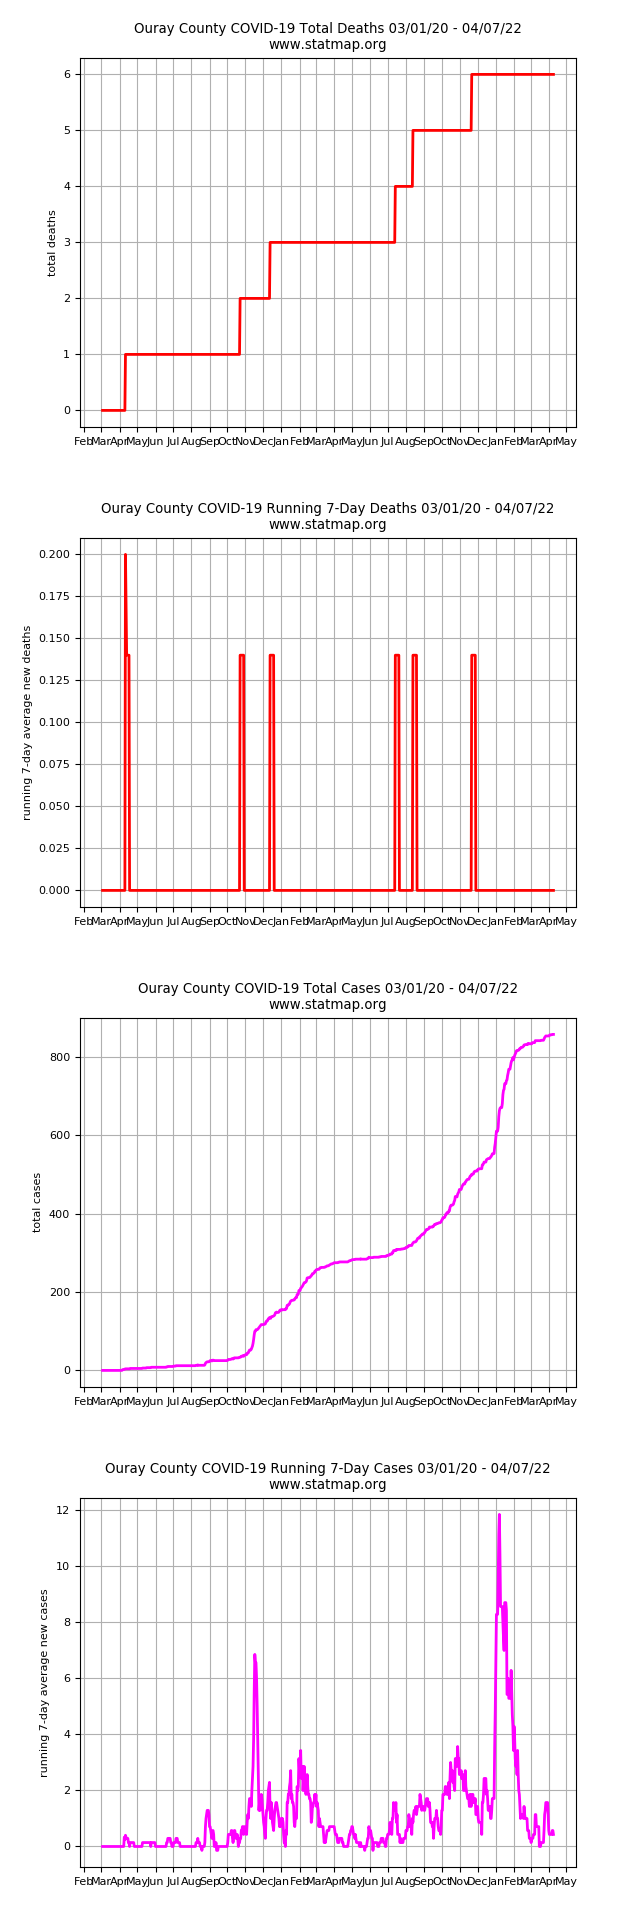 Ouray County COVID-19 Total Deaths 03/01/20 - 04/07/22
www.statmap.org
6
5
4
3
2
1
0
total deaths
Feb Mar Apr May Jun Jul Aug Sep Oct Nov Dec Jan Feb Mar Apr May Jun Jul Aug Sep Oct Nov Dec Jan Feb Mar Apr May
Ouray County COVID-19 Running 7-Day Deaths 03/01/20 - 04/07/22
www.statmap.org
0.200
0.175
0.150
0.125
0.100
0.075
0.050
0.025
0.000
running 7-day average new deaths
Feb Mar Apr May Jun Jul Aug Sep Oct Nov Dec Jan Feb Mar Apr May Jun Jul Aug Sep Oct Nov Dec Jan Feb Mar Apr May
Ouray County COVID-19 Total Cases 03/01/20 - 04/07/22
www.statmap.org
800
600
400
200
0
total cases
Feb Mar Apr May Jun Jul Aug Sep Oct Nov Dec Jan Feb Mar Apr May Jun Jul Aug Sep Oct Nov Dec Jan Feb Mar Apr May
Ouray County COVID-19 Running 7-Day Cases 03/01/20 - 04/07/22
www.statmap.org
12
10
8
6
4
2
0
running 7-day average new cases
Feb Mar Apr May Jun Jul Aug Sep Oct Nov Dec Jan Feb Mar Apr May Jun Jul Aug Sep Oct Nov Dec Jan Feb Mar Apr May